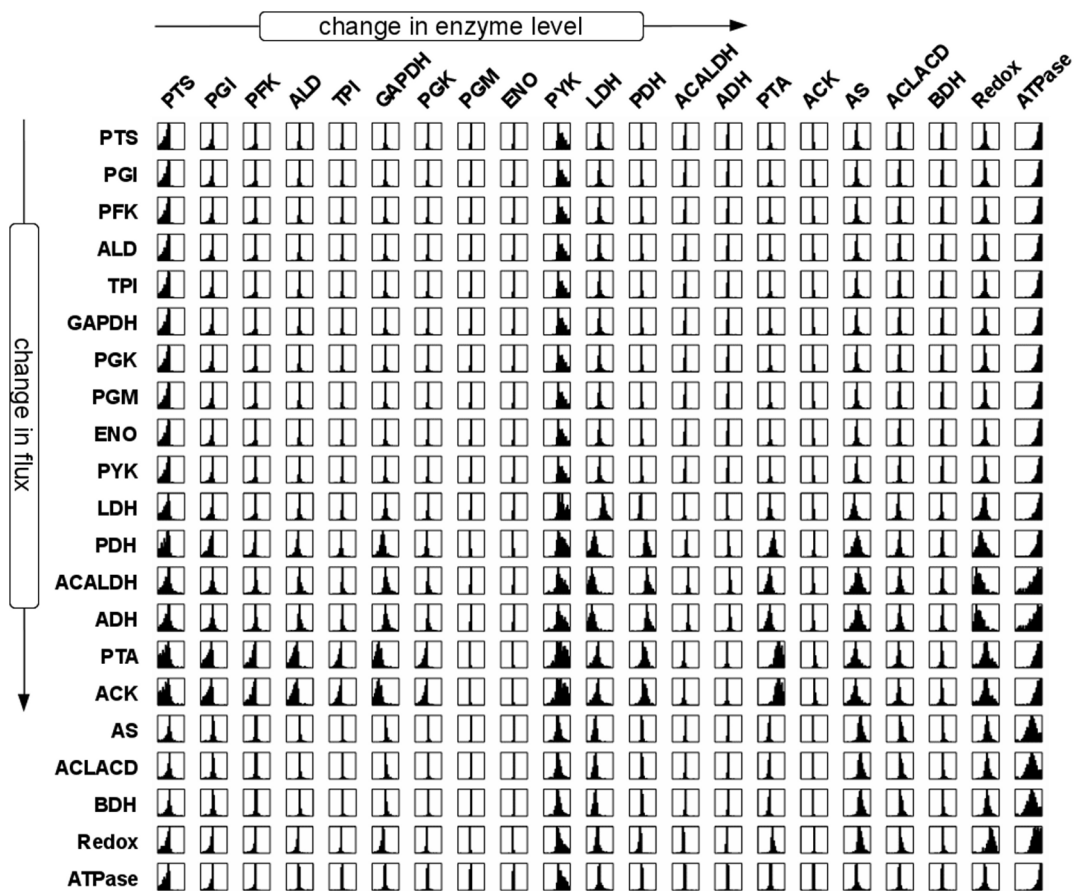 change in enzyme level
PTS PGI PFK ALD TPI GAPDH PGK PGM ENO PYK LDH PDH ACALDH ADH PTA ACK AS ACLACD BDH Redox ATPase
change in flux
PTS
PGI
PFK
ALD
TPI
GAPDH
PGK
PGM
ENO
PYK
LDH
PDH
ACALDH
ADH
PTA
ACK
AS
ACLACD
BDH
Redox
ATPase